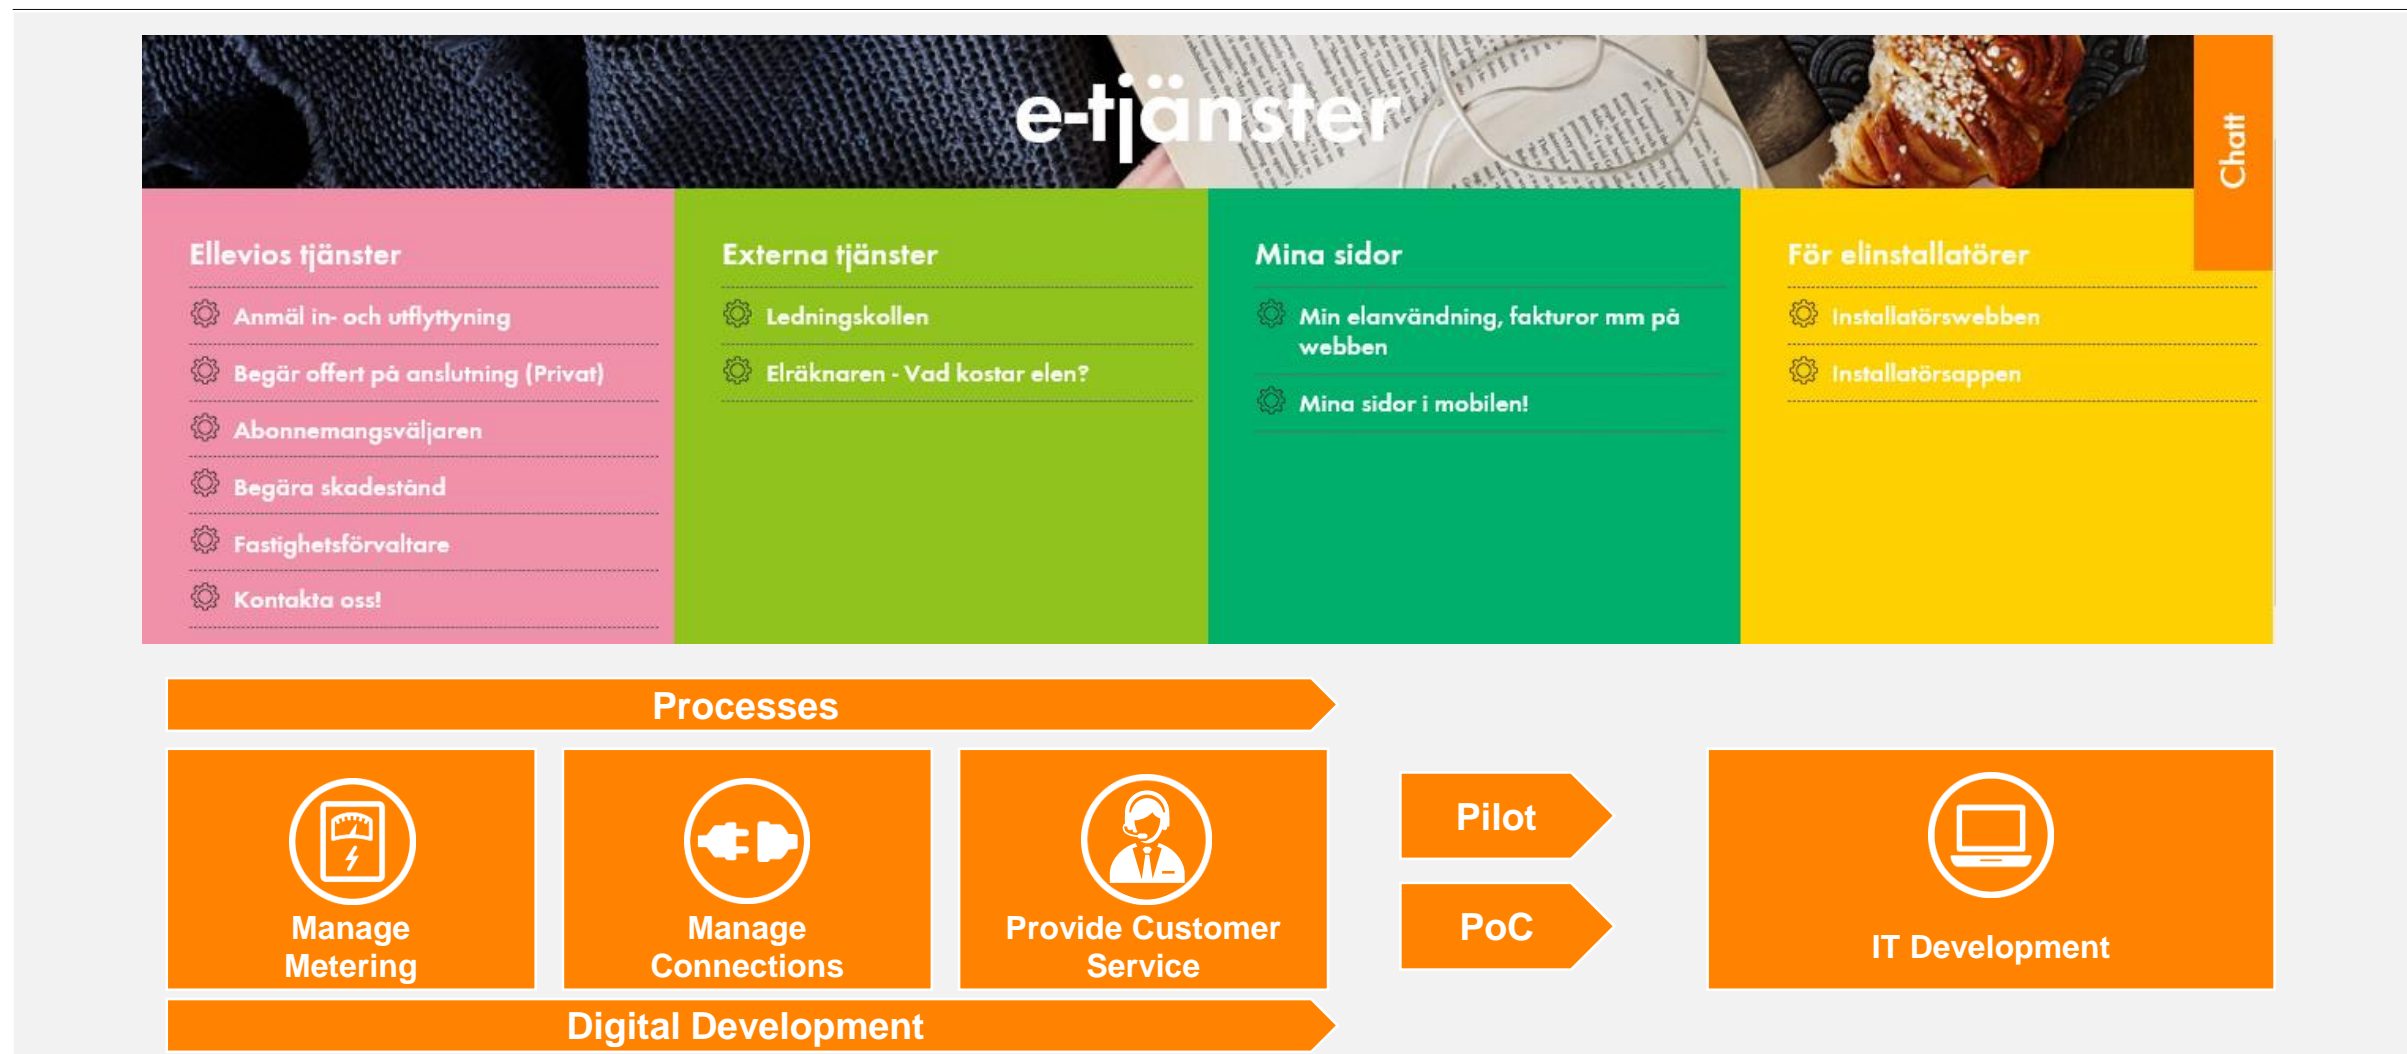 e-tjänster
Chatt
Ellevios tjänster
Anmäl in- och utflyttyning
Begär offert på anslutning (Privat)
Abonnemangsväljaren
Begära skadestånd
Fastighetsförvaltare
Kontakta oss!
Externa tjänster
Ledningskollen
Elräknaren - Vad kostar elen?
Mina sidor
Min elanvändning, fakturor mm på
webben
Mina sidor i mobilen!
För elinstallatörer
Installatörswebben
Installatörsappen
Processes
Manage
Metering
Manage
Connections
Provide Customer
Service
Pilot
PoC
IT Development
Digital Development